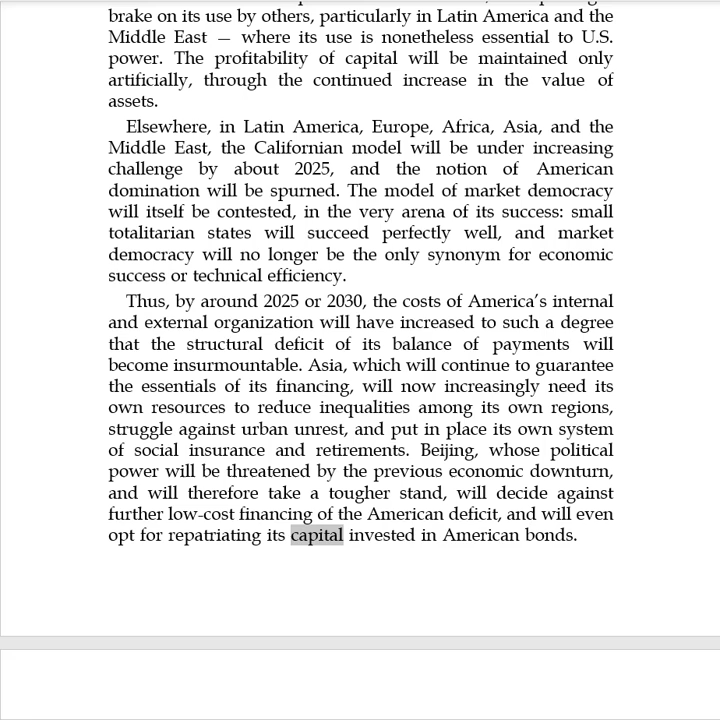 brake on its use by others, particularly in Latin America and the
Middle East — where its use is nonetheless essential to U.S.
power. The profitability of capital will be maintained only
artificially, through the continued increase in the value of
assets.
Elsewhere, in Latin America, Europe, Africa, Asia, and the
Middle East, the Californian model will be under increasing
challenge by about 2025, and the notion of American
domination will be spurned. The model of market democracy
will itself be contested, in the very arena of its success: small
totalitarian states will succeed perfectly well, and market
democracy will no longer be the only synonym for economic
success or technical efficiency.
Thus, by around 2025 or 2030, the costs of America’s internal
and external organization will have increased to such a degree
that the structural deficit of its balance of payments will
become insurmountable. Asia, which will continue to guarantee
the essentials of its financing, will now increasingly need its
own resources to reduce inequalities among its own regions,
struggle against urban unrest, and put in place its own system
of social insurance and retirements. Beijing, whose political
power will be threatened by the previous economic downturn,
and will therefore take a tougher stand, will decide against
further low-cost financing of the American deficit, and will even
opt for repatriating its capital invested in American bonds.